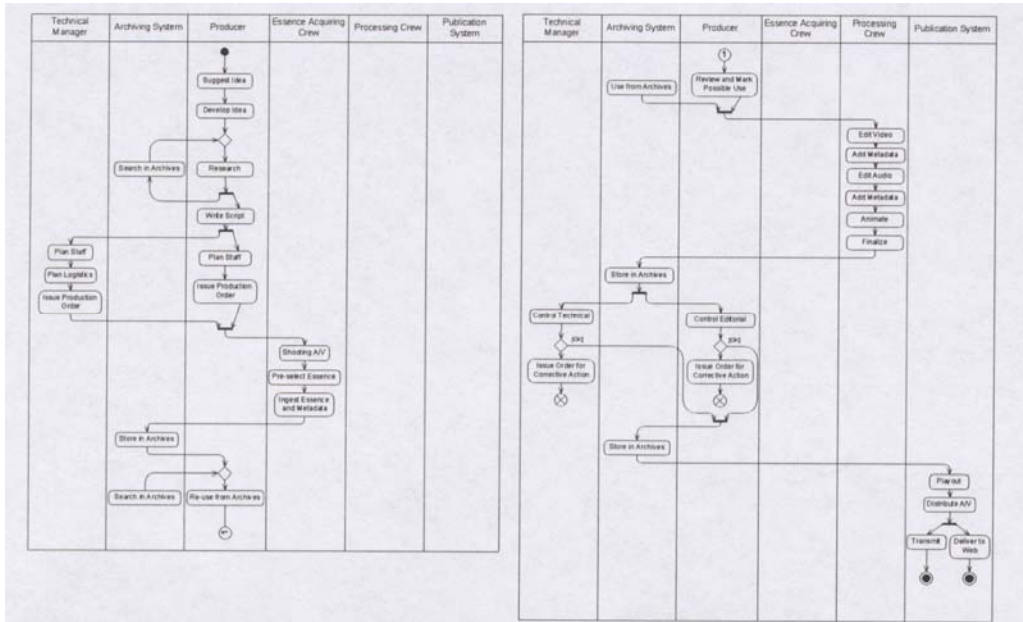 Technical
Manager
Archiving System
Producer
Essence Acquiring
Crew
Processing Crew
Publication
System
Suggest Idea
Develop Idea
Search in Archives
Research
Write Script
Plan Staff
Plan Staff
Plan Logistics
Issue Production
Order
Issue Production
Order
Shooting A/V
Pre-select Essence
Ingest Essence
and Metadata
Store in Archives
Search in Archives
Re-use from Archives
Technical
Manager
Archiving System
Producer
Essence Acquiring
Crew
Processing
Crew
Publication System
Use from Archives
Review and Mark
Possible Use
Edit Video
Add Metadata
Edit Audio
Add Metadata
Animate
Finalize
Store in Archives
Control Technical
Control Editorial
Issue Order for
Corrective Action
Issue Order for
Corrective Action
Store in Archives
Playout
Distribute A/V
Transmit
Deliver to
Web